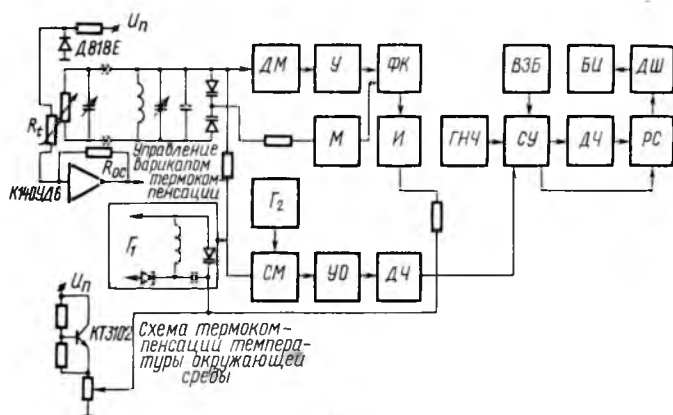 Uп
Д818Е
ДМ
У
ФК
ВЗБ
БИ
ДШ
Rt
М
И
ГНЧ
СУ
ДЧ
РС
Управление
варикапом
термоком-
пенсации
Rос
К140УД6
Г2
Г1
СМ
УО
ДЧ
Uп
КТ3102
Схема термоком-
пенсаций темпера-
туры окружающей
среды